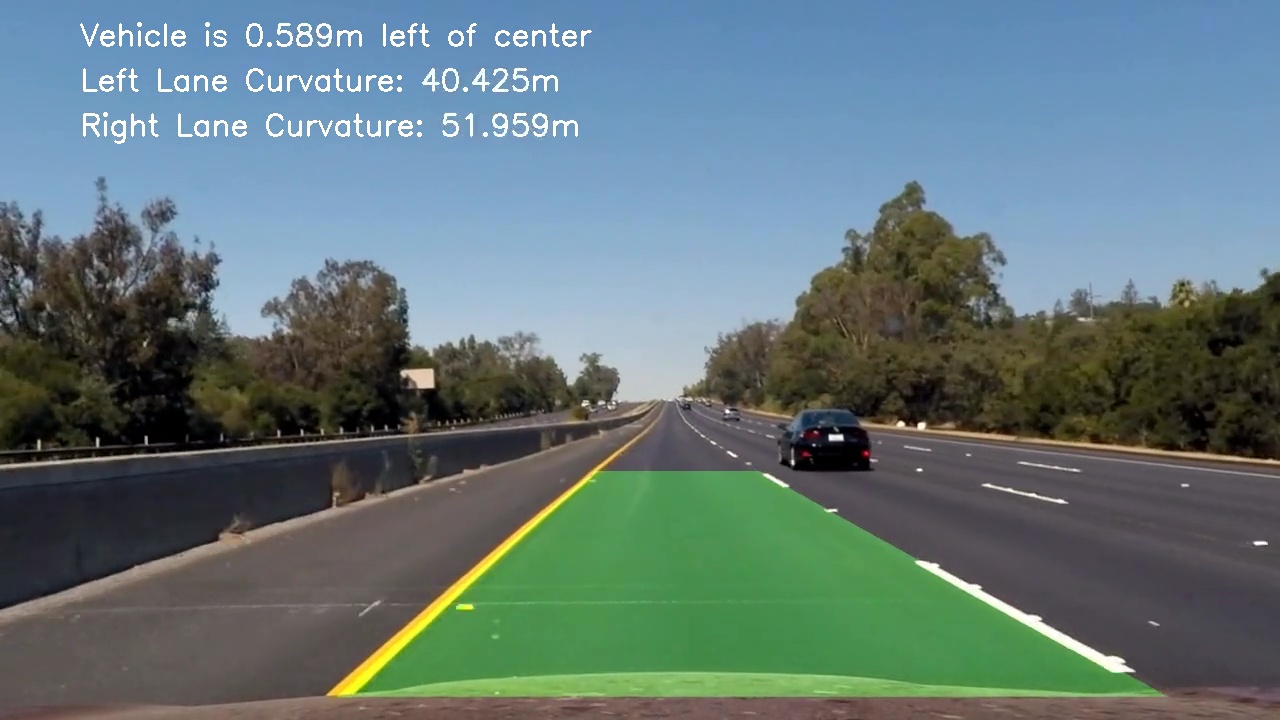 Vehicle is 0.589m left of center
Left Lane Curvature: 40.425m
Right Lane Curvature: 51.959m